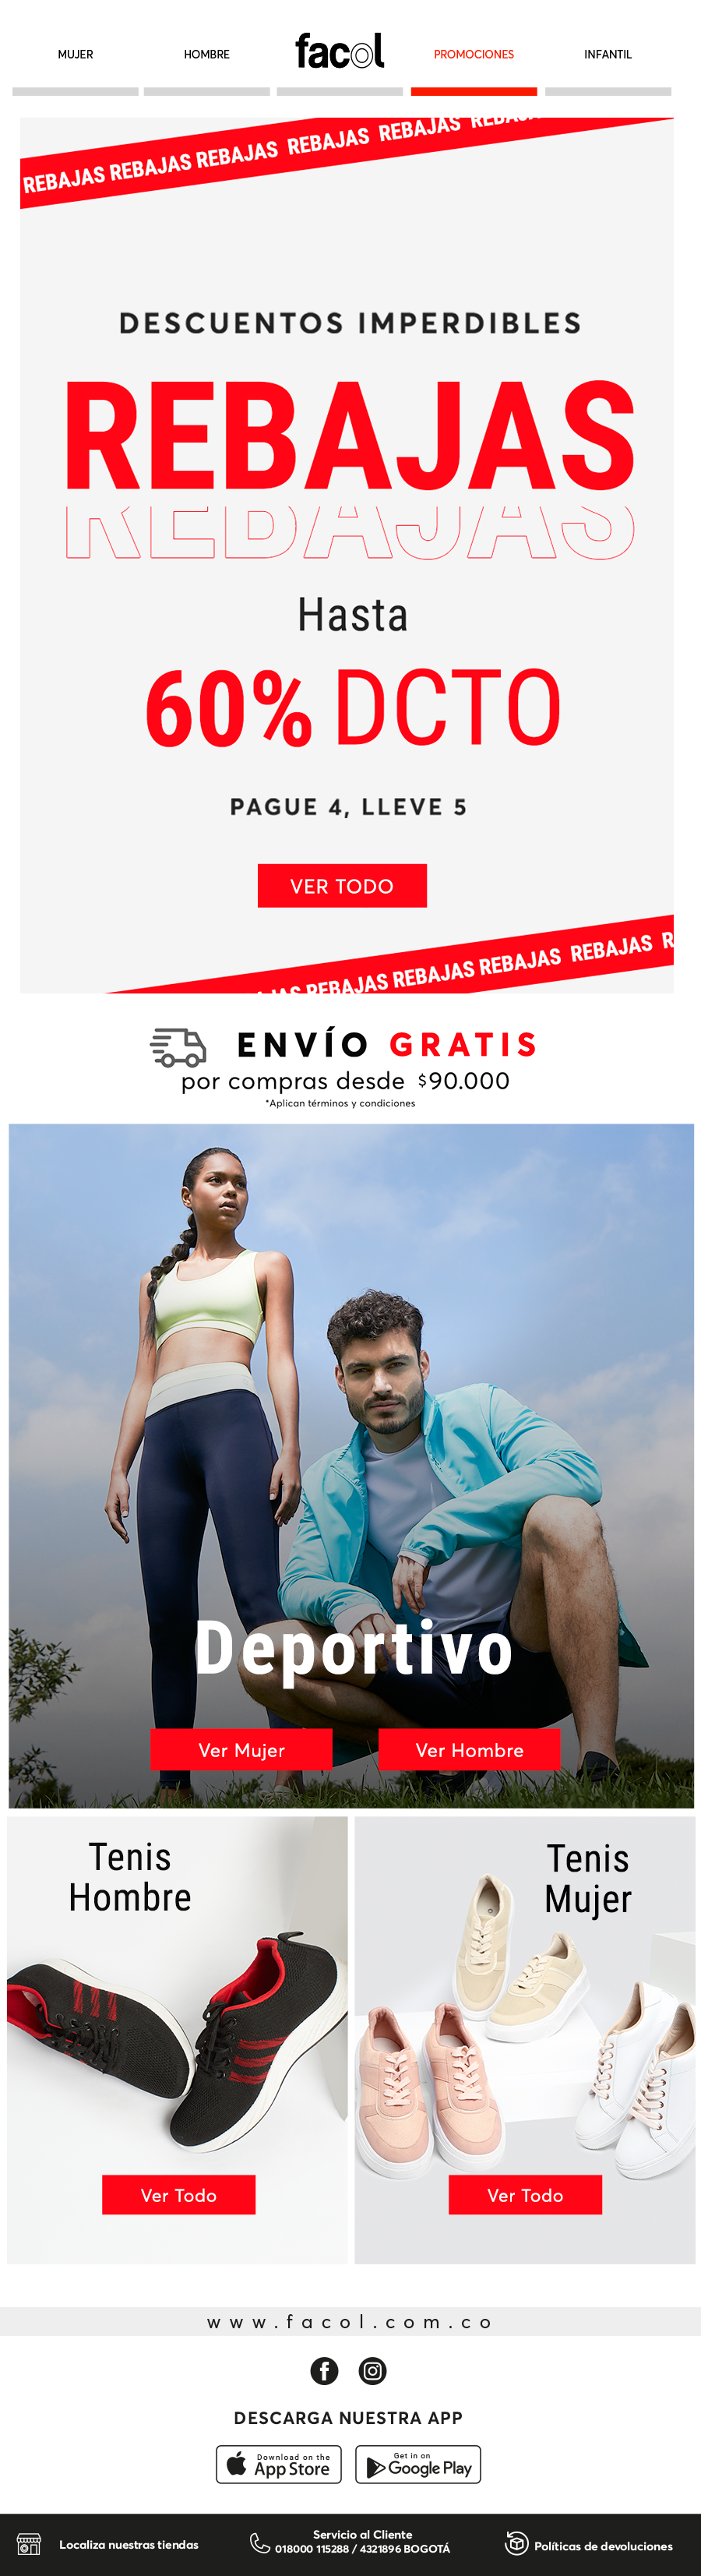 MUJER HOMBRE facol PROMOCIONES INFANTIL
REBAJAS REBAJAS REBAJAS REBAJAS REBAJAS REBAJAS
DESCUENTOS IMPERDIBLES
REBAJAS
REBAJAS
Hasta
60% DCTO
PAGUE 4, LLEVE 5
VER TODO
REBAJAS REBAJAS REBAJAS REBAJAS
ENVÍO GRATIS
por compras desde $90.000
*Aplican términos y condiciones
Deportivo
Ver Mujer Ver Hombre
Tenis
Hombre
Ver Todo
Tenis
Mujer
Ver Todo
www.facol.com.co
DESCARGA NUESTRA APP
Download on the
App Store
Get in on
Google Play
Localiza nuestras tiendas
Servicio al Cliente
018000 115288 / 4321896 BOGOTÁ
Políticas de devoluciones